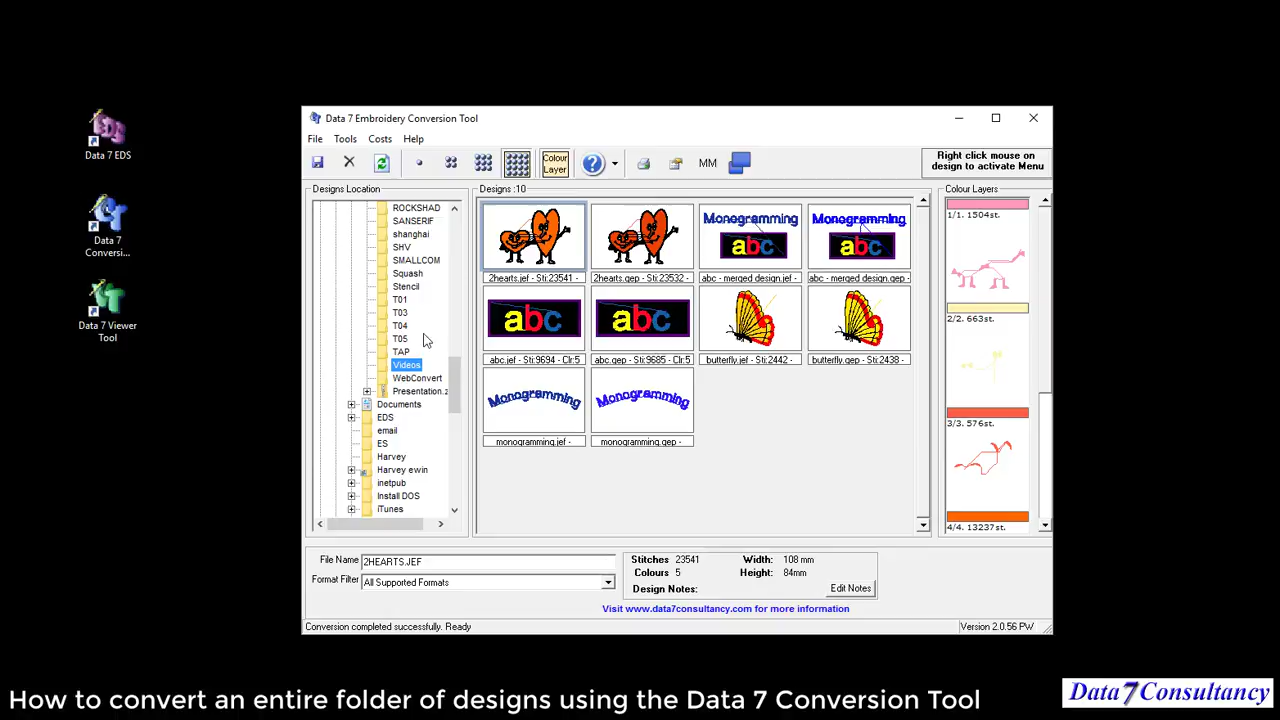 Data 7 EDS
Data 7
Conversi...
Data 7 Viewer
Tool
Data 7 Embroidery Conversion Tool
File Tools Costs Help
Colour
Layer
MM
Right click mouse on
design to activate Menu
Designs Location
ROCKSHAD
SANSERIF
shanghai
SHV
SMALLCOM
Squash
Stencil
T01
T03
T04
T05
TAP
Videos
WebConvert
Presentation.z
Documents
EDS
email
ES
Harvey
Harvey ewin
inetpub
Install DOS
iTunes
Designs :10
Monogramming Monogramming
abc abc
2hearts.jef - Sti:23541 - 2hearts.gep - Sti:23532 - abc - merged design.jef - abc - merged design.gep -
abc abc
abc.jef - Sti:9694 - Clr:5 abc.gep - Sti:9685 - Clr:5 butterfly.jef - Sti:2442 - butterfly.gep - Sti:2438 -
Monogramming Monogramming
monogramming.jef - monogramming.gep -
Colour Layers
1/1. 1504st.
2/2. 663st.
3/3. 576st.
4/4. 13237st.
File Name 2HEARTS.JEF
Format Filter All Supported Formats
Stitches 23541 Width: 108 mm
Colours 5 Height: 84mm
Design Notes: Edit Notes
Visit www.data7consultancy.com for more information
Conversion completed successfully. Ready Version 2.0.56 PW
How to convert an entire folder of designs using the Data 7 Conversion Tool
Data7Consultancy